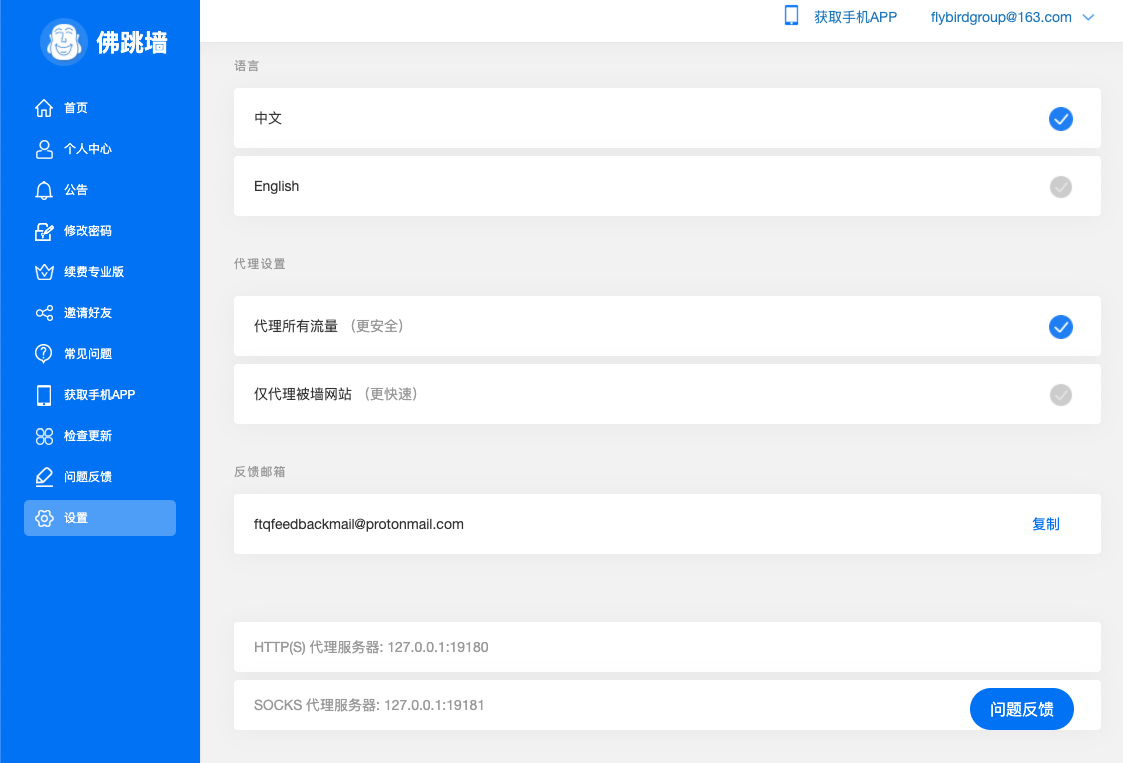 佛跳墙
首页
个人中心
公告
修改密码
续费专业版
邀请好友
常见问题
获取手机APP
检查更新
问题反馈
设置
获取手机APP flybirdgroup@163.com
语言
中文
English
代理设置
代理所有流量 （更安全）
仅代理被墙网站 （更快速）
反馈邮箱
ftqfeedbackmail@protonmail.com 复制
HTTP(S) 代理服务器: 127.0.0.1:19180
SOCKS 代理服务器: 127.0.0.1:19181
问题反馈